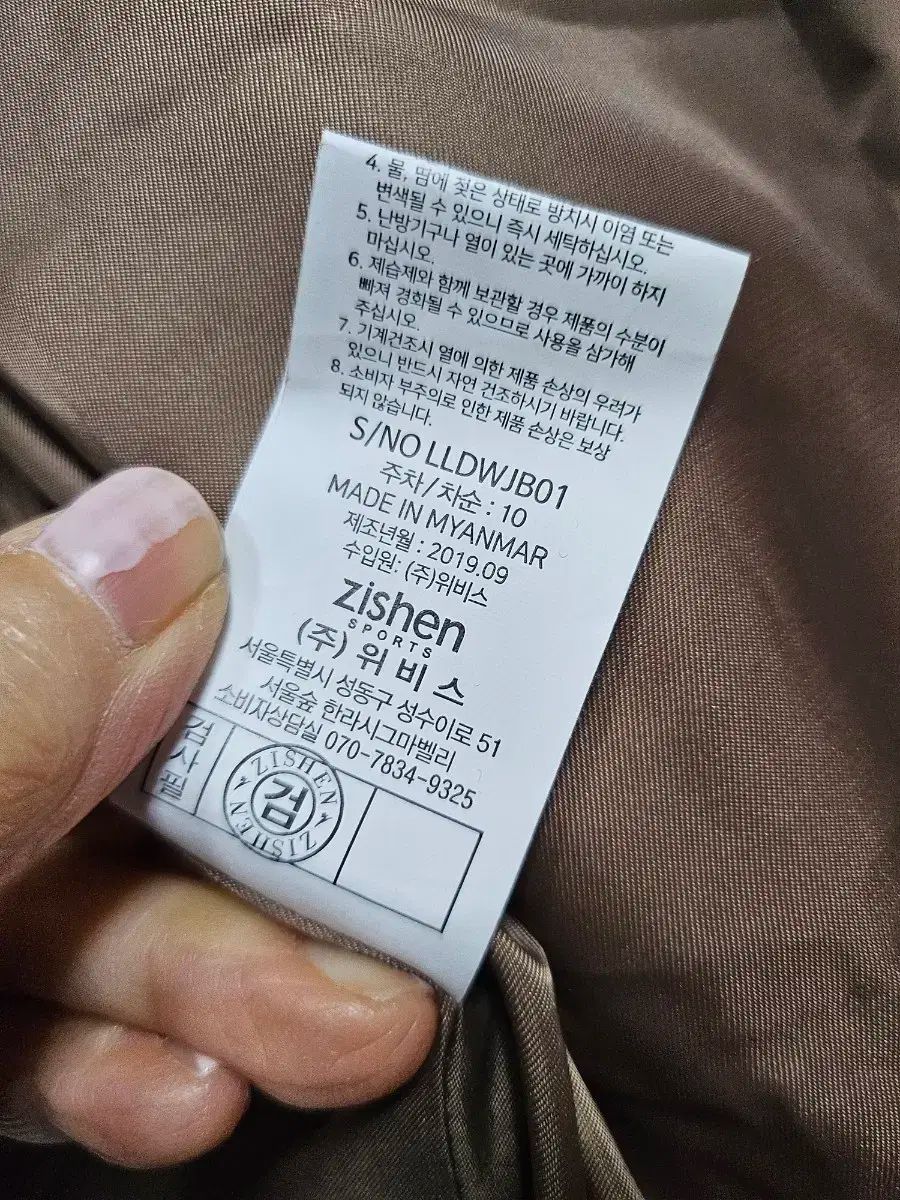 4. 물, 땀에 젖은 상태로 방치시 이염 또는
변색될 수 있으니 즉시 세탁하십시오.
5. 난방기구나 열이 있는 곳에 가까이 하지
마십시오.
6. 제습제와 함께 보관할 경우 제품의 수분이
빠져 경화될 수 있으므로 사용을 삼가해
주십시오.
7. 기계건조시 열에 의한 제품 손상의 우려가
있으니 반드시 자연 건조하시기 바랍니다.
8. 소비자 부주의로 인한 제품 손상은 보상
되지 않습니다.
S/NO LLDWJB01
주차/차순 : 10
MADE IN MYANMAR
제조년월 : 2019.09
수입원: (주)위비스
zishen
SPORTS
(주) 위비스
서울특별시 성동구 성수이로 51
서울숲 한라시그마밸리
소비자상담실 070-7834-9325
검사필
ZISHEN
검
ZISHEN